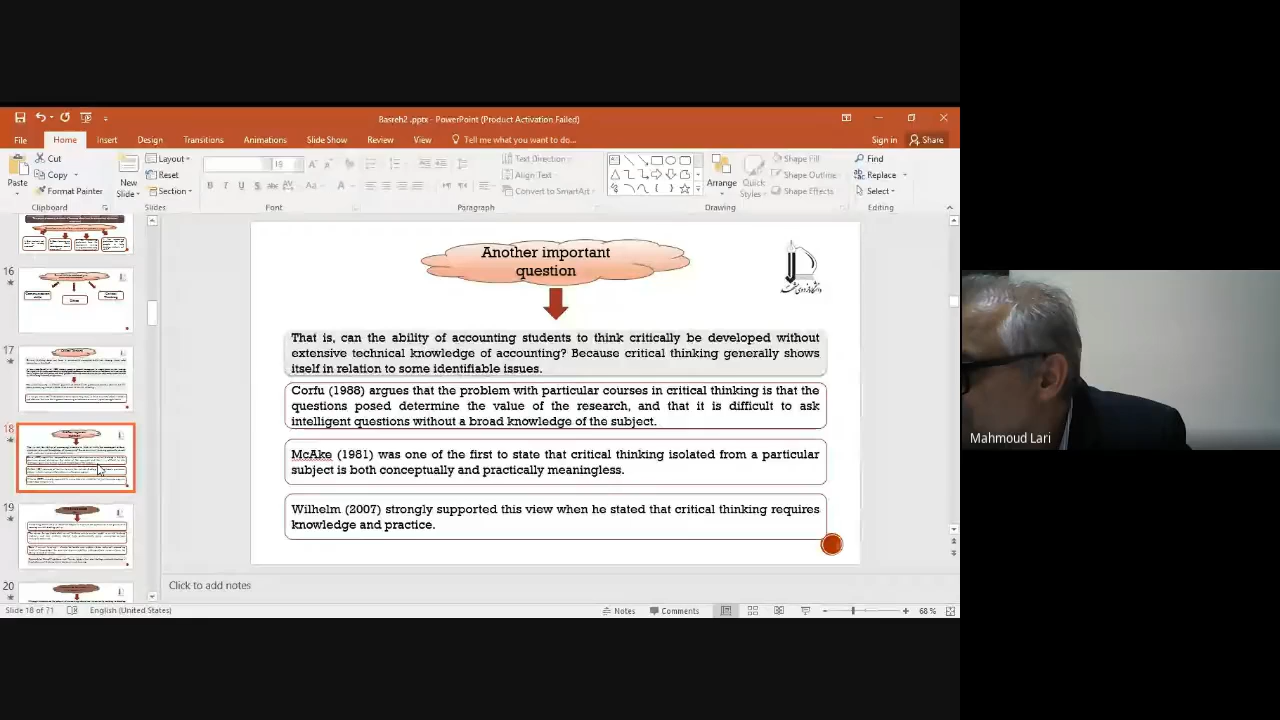 Basreh2 .pptx - PowerPoint (Product Activation Failed)
File Home Insert Design Transitions Animations Slide Show Review View Tell me what you want to do... Sign in Share
Cut
Copy
Format Painter
Paste
Clipboard
New
Slide
Layout
Reset
Section
Slides
18
Font
Text Direction
Align Text
Convert to SmartArt
Paragraph
Arrange
Quick
Styles
Shape Fill
Shape Outline
Shape Effects
Drawing
Find
Replace
Select
Editing
16
17
18
19
20
Another important
question
That is, can the ability of accounting students to think critically be developed without
extensive technical knowledge of accounting? Because critical thinking generally shows
itself in relation to some identifiable issues.
Corfu (1988) argues that the problem with particular courses in critical thinking is that the
questions posed determine the value of the research, and that it is difficult to ask
intelligent questions without a broad knowledge of the subject.
McAke (1981) was one of the first to state that critical thinking isolated from a particular
subject is both conceptually and practically meaningless.
Wilhelm (2007) strongly supported this view when he stated that critical thinking requires
knowledge and practice.
Click to add notes
Slide 18 of 71 English (United States) Notes Comments 68 %
Mahmoud Lari